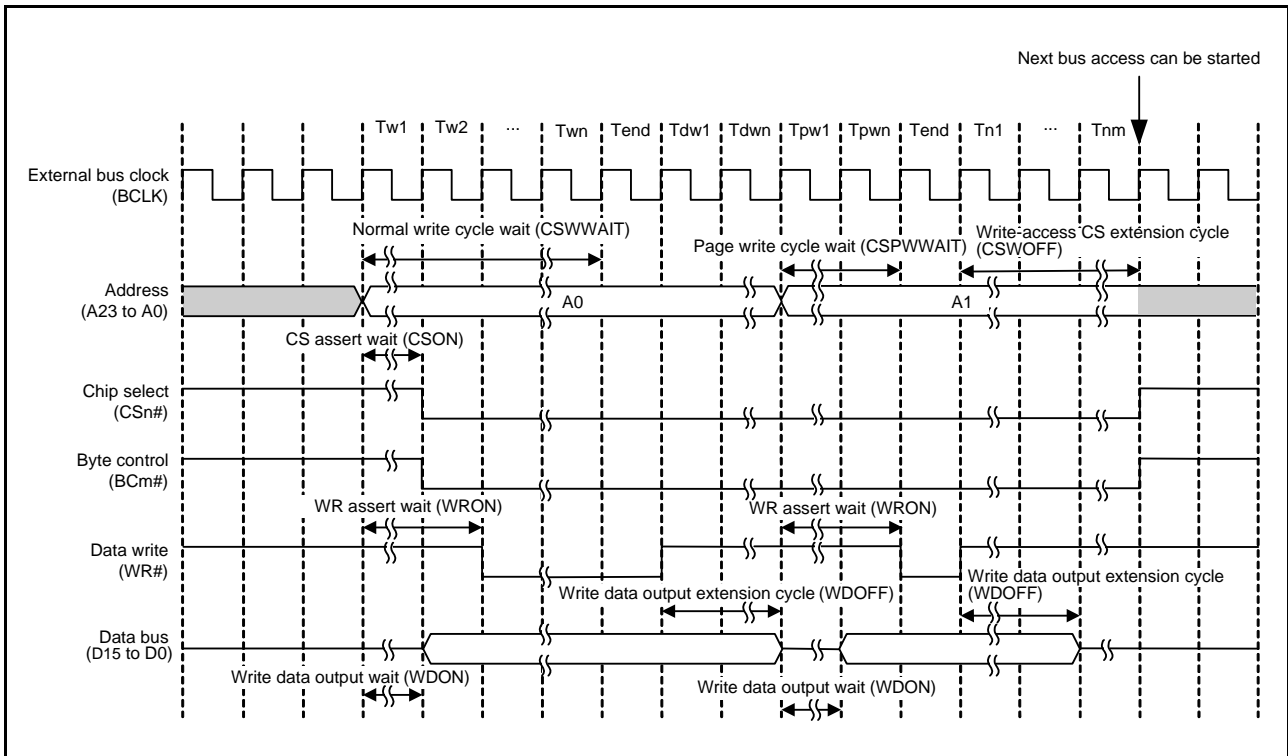 Next bus access can be started
Tw1 Tw2 ... Twn Tend Tdw1 Tdwn Tpw1 Tpwn Tend Tn1 ... Tnm
External bus clock
(BCLK)
Normal write cycle wait (CSWWAIT)
Page write cycle wait (CSPWWAIT)
Write-access CS extension cycle
(CSWOFF)
Address
(A23 to A0)
A0
A1
CS assert wait (CSON)
Chip select
(CSn#)
Byte control
(BCm#)
WR assert wait (WRON)
WR assert wait (WRON)
Data write
(WR#)
Write data output extension cycle (WDOFF)
Write data output extension cycle
(WDOFF)
Data bus
(D15 to D0)
Write data output wait (WDON)
Write data output wait (WDON)